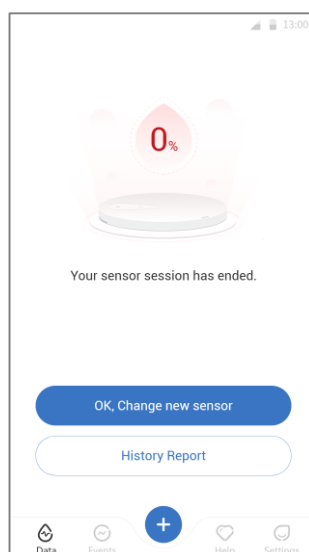 13:00
0%
Your sensor session has ended.
OK, Change new sensor
History Report
+
Data Events Help Settings